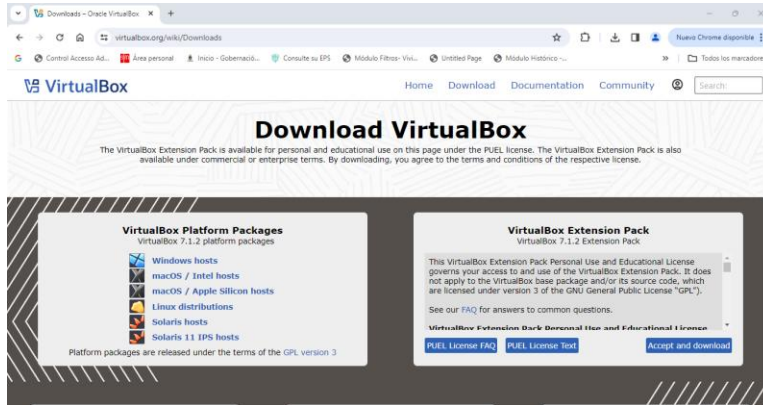 Downloads – Oracle VirtualBox
virtualbox.org/wiki/Downloads
Nuevo Chrome disponible
Control Acceso Ad...
Área personal
Inicio - Gobernació...
Consulte su EPS
Módulo Filtros- Vivi...
Untitled Page
Módulo Histórico -...
Todos los marcadores
VirtualBox
Home
Download
Documentation
Community
Search:
Download VirtualBox
The VirtualBox Extension Pack is available for personal and educational use on this page under the PUEL license. The VirtualBox Extension Pack is also
available under commercial or enterprise terms. By downloading, you agree to the terms and conditions of the respective license.
VirtualBox Platform Packages
VirtualBox 7.1.2 platform packages
Windows hosts
macOS / Intel hosts
macOS / Apple Silicon hosts
Linux distributions
Solaris hosts
Solaris 11 IPS hosts
Platform packages are released under the terms of the GPL version 3
VirtualBox Extension Pack
VirtualBox 7.1.2 Extension Pack
This VirtualBox Extension Pack Personal Use and Educational License
governs your access to and use of the VirtualBox Extension Pack. It does
not apply to the VirtualBox base package and/or its source code, which
are licensed under version 3 of the GNU General Public License "GPL").
See our FAQ for answers to common questions.
VirtualBox Extension Pack Personal Use and Educational License
PUEL License FAQ
PUEL License Text
Accept and download